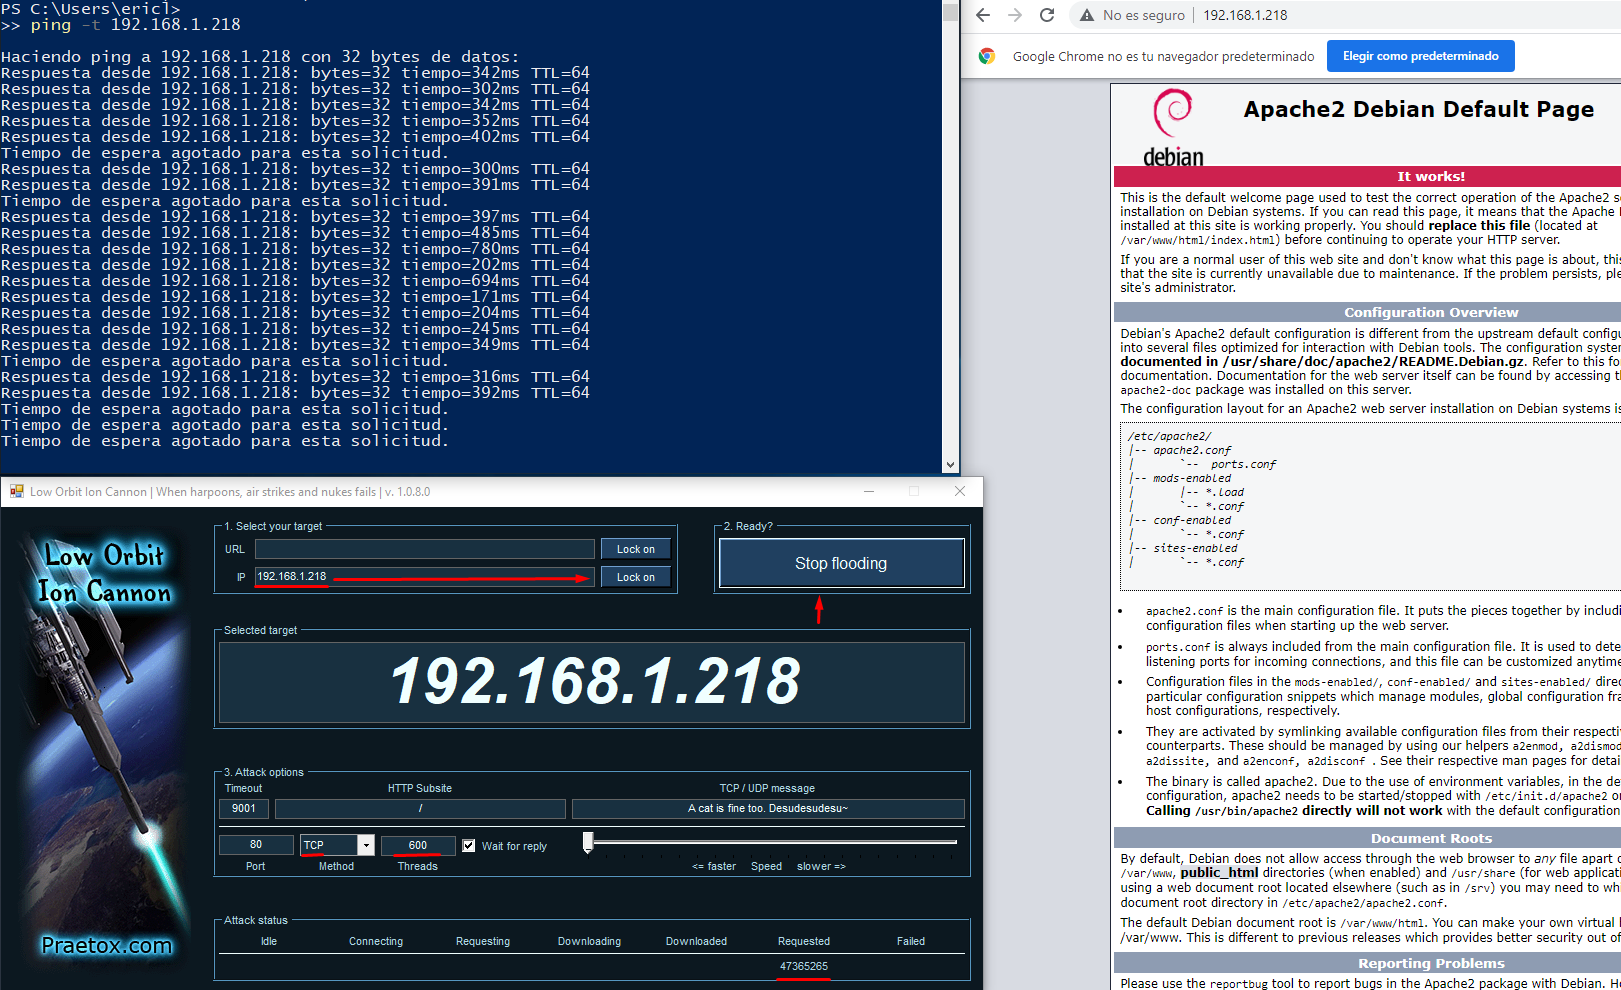 PS C:\Users\eric1>
>> ping -t 192.168.1.218
Haciendo ping a 192.168.1.218 con 32 bytes de datos:
Respuesta desde 192.168.1.218: bytes=32 tiempo=342ms TTL=64
Respuesta desde 192.168.1.218: bytes=32 tiempo=302ms TTL=64
Respuesta desde 192.168.1.218: bytes=32 tiempo=342ms TTL=64
Respuesta desde 192.168.1.218: bytes=32 tiempo=352ms TTL=64
Respuesta desde 192.168.1.218: bytes=32 tiempo=402ms TTL=64
Tiempo de espera agotado para esta solicitud.
Respuesta desde 192.168.1.218: bytes=32 tiempo=300ms TTL=64
Respuesta desde 192.168.1.218: bytes=32 tiempo=391ms TTL=64
Tiempo de espera agotado para esta solicitud.
Respuesta desde 192.168.1.218: bytes=32 tiempo=397ms TTL=64
Respuesta desde 192.168.1.218: bytes=32 tiempo=485ms TTL=64
Respuesta desde 192.168.1.218: bytes=32 tiempo=780ms TTL=64
Respuesta desde 192.168.1.218: bytes=32 tiempo=202ms TTL=64
Respuesta desde 192.168.1.218: bytes=32 tiempo=694ms TTL=64
Respuesta desde 192.168.1.218: bytes=32 tiempo=171ms TTL=64
Respuesta desde 192.168.1.218: bytes=32 tiempo=204ms TTL=64
Respuesta desde 192.168.1.218: bytes=32 tiempo=245ms TTL=64
Respuesta desde 192.168.1.218: bytes=32 tiempo=349ms TTL=64
Tiempo de espera agotado para esta solicitud.
Respuesta desde 192.168.1.218: bytes=32 tiempo=316ms TTL=64
Respuesta desde 192.168.1.218: bytes=32 tiempo=392ms TTL=64
Tiempo de espera agotado para esta solicitud.
Tiempo de espera agotado para esta solicitud.
Tiempo de espera agotado para esta solicitud.
Low Orbit Ion Cannon | When harpoons, air strikes and nukes fails | v. 1.0.8.0
Low Orbit
Ion Cannon
Praetox.com
1. Select your target
URL Lock on
IP 192.168.1.218 Lock on
2. Ready?
Stop flooding
Selected target
192.168.1.218
3. Attack options
Timeout HTTP Subsite TCP / UDP message
9001 / A cat is fine too. Desudesudesu~
80 TCP 600 Wait for reply
Port Method Threads <= faster Speed slower =>
Attack status
Idle Connecting Requesting Downloading Downloaded Requested Failed
47365265
No es seguro 192.168.1.218
Google Chrome no es tu navegador predeterminado Elegir como predeterminado
debian
Apache2 Debian Default Page
It works!
This is the default welcome page used to test the correct operation of the Apache2 s
installation on Debian systems. If you can read this page, it means that the Apache
installed at this site is working properly. You should replace this file (located at
/var/www/html/index.html) before continuing to operate your HTTP server.
If you are a normal user of this web site and don't know what this page is about, this
that the site is currently unavailable due to maintenance. If the problem persists, ple
site's administrator.
Configuration Overview
Debian's Apache2 default configuration is different from the upstream default configu
into several files optimized for interaction with Debian tools. The configuration system
documented in /usr/share/doc/apache2/README.Debian.gz. Refer to this fo
documentation. Documentation for the web server itself can be found by accessing t
apache2-doc package was installed on this server.
The configuration layout for an Apache2 web server installation on Debian systems is
/etc/apache2/
|-- apache2.conf
| `-- ports.conf
|-- mods-enabled
| |-- *.load
| `-- *.conf
|-- conf-enabled
| `-- *.conf
|-- sites-enabled
| `-- *.conf
• apache2.conf is the main configuration file. It puts the pieces together by includi
configuration files when starting up the web server.
• ports.conf is always included from the main configuration file. It is used to dete
listening ports for incoming connections, and this file can be customized anytime
• Configuration files in the mods-enabled/, conf-enabled/ and sites-enabled/ direc
particular configuration snippets which manage modules, global configuration fra
host configurations, respectively.
• They are activated by symlinking available configuration files from their respecti
counterparts. These should be managed by using our helpers a2enmod, a2dismod
a2dissite, and a2enconf, a2disconf . See their respective man pages for detai
• The binary is called apache2. Due to the use of environment variables, in the de
configuration, apache2 needs to be started/stopped with /etc/init.d/apache2 o
Calling /usr/bin/apache2 directly will not work with the default configuration
Document Roots
By default, Debian does not allow access through the web browser to any file apart o
/var/www, public_html directories (when enabled) and /usr/share (for web applicati
using a web document root located elsewhere (such as in /srv) you may need to wh
document root directory in /etc/apache2/apache2.conf.
The default Debian document root is /var/www/html. You can make your own virtual
/var/www. This is different to previous releases which provides better security out of
Reporting Problems
Please use the reportbug tool to report bugs in the Apache2 package with Debian. H